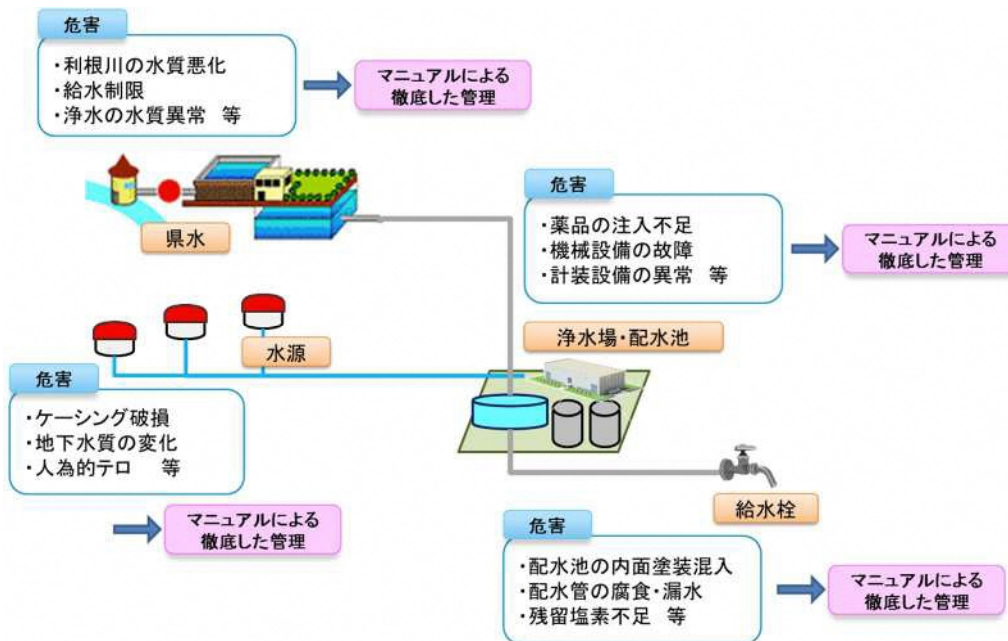 危害
・利根川の水質悪化
・給水制限
・浄水の水質異常 等
マニュアルによる
徹底した管理
県水
危害
・薬品の注入不足
・機械設備の故障
・計装設備の異常 等
マニュアルによる
徹底した管理
水源
浄水場・配水池
危害
・ケーシング破損
・地下水質の変化
・人為的テロ 等
マニュアルによる
徹底した管理
給水栓
危害
・配水池の内面塗装混入
・配水管の腐食・漏水
・残留塩素不足 等
マニュアルによる
徹底した管理